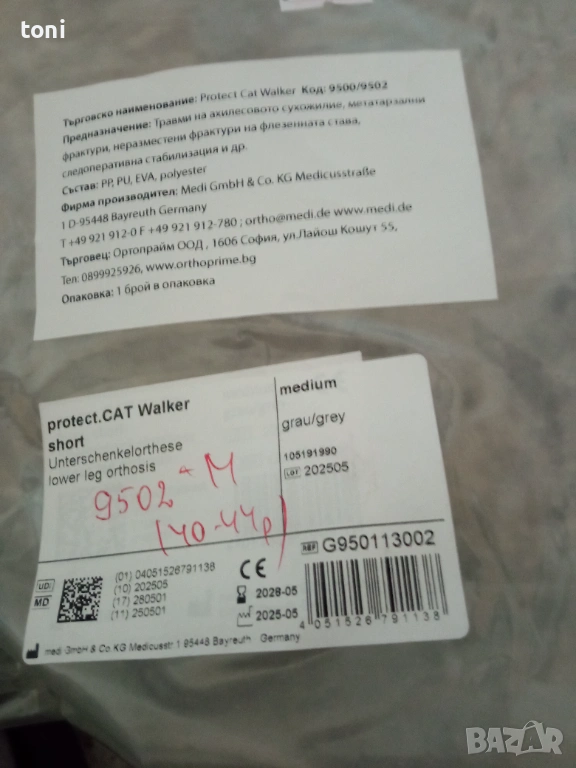 toni
Търговско наименование: Protect Cat Walker Код: 9500/9502
Предназначение: Травми на ахилесовото сухожилие, метатарзални
фрактури, неразместени фрактури на флезенната става,
следоперативна стабилизация и др.
Състав: PP, PU, EVA, polyester
Фирма производител: Medi GmbH & Co. KG Medicusstraße
1 D-95448 Bayreuth Germany
T +49 921 912-0 F +49 921 912-780 ; ortho@medi.de www.medi.de
Търговец: Ортопрайм ООД , 1606 София, ул.Лайош Кошут 55,
Тел: 0899925926, www.orthoprime.bg
Опаковка: 1 брой в опаковка
protect.CAT Walker
short
Unterschenkelorthese
lower leg orthosis
medium
grau/grey
105191990
LOT 202505
9502 - M
(40-44р)
REF G950113002
UDI
MD
(01) 04051526791138
(10) 202505
(17) 280501
(11) 250501
CE
2028-05
2025-05
4 051526 791138
medi GmbH & Co KG Medicusstr 1 95448 Bayreuth Germany
BAZAR